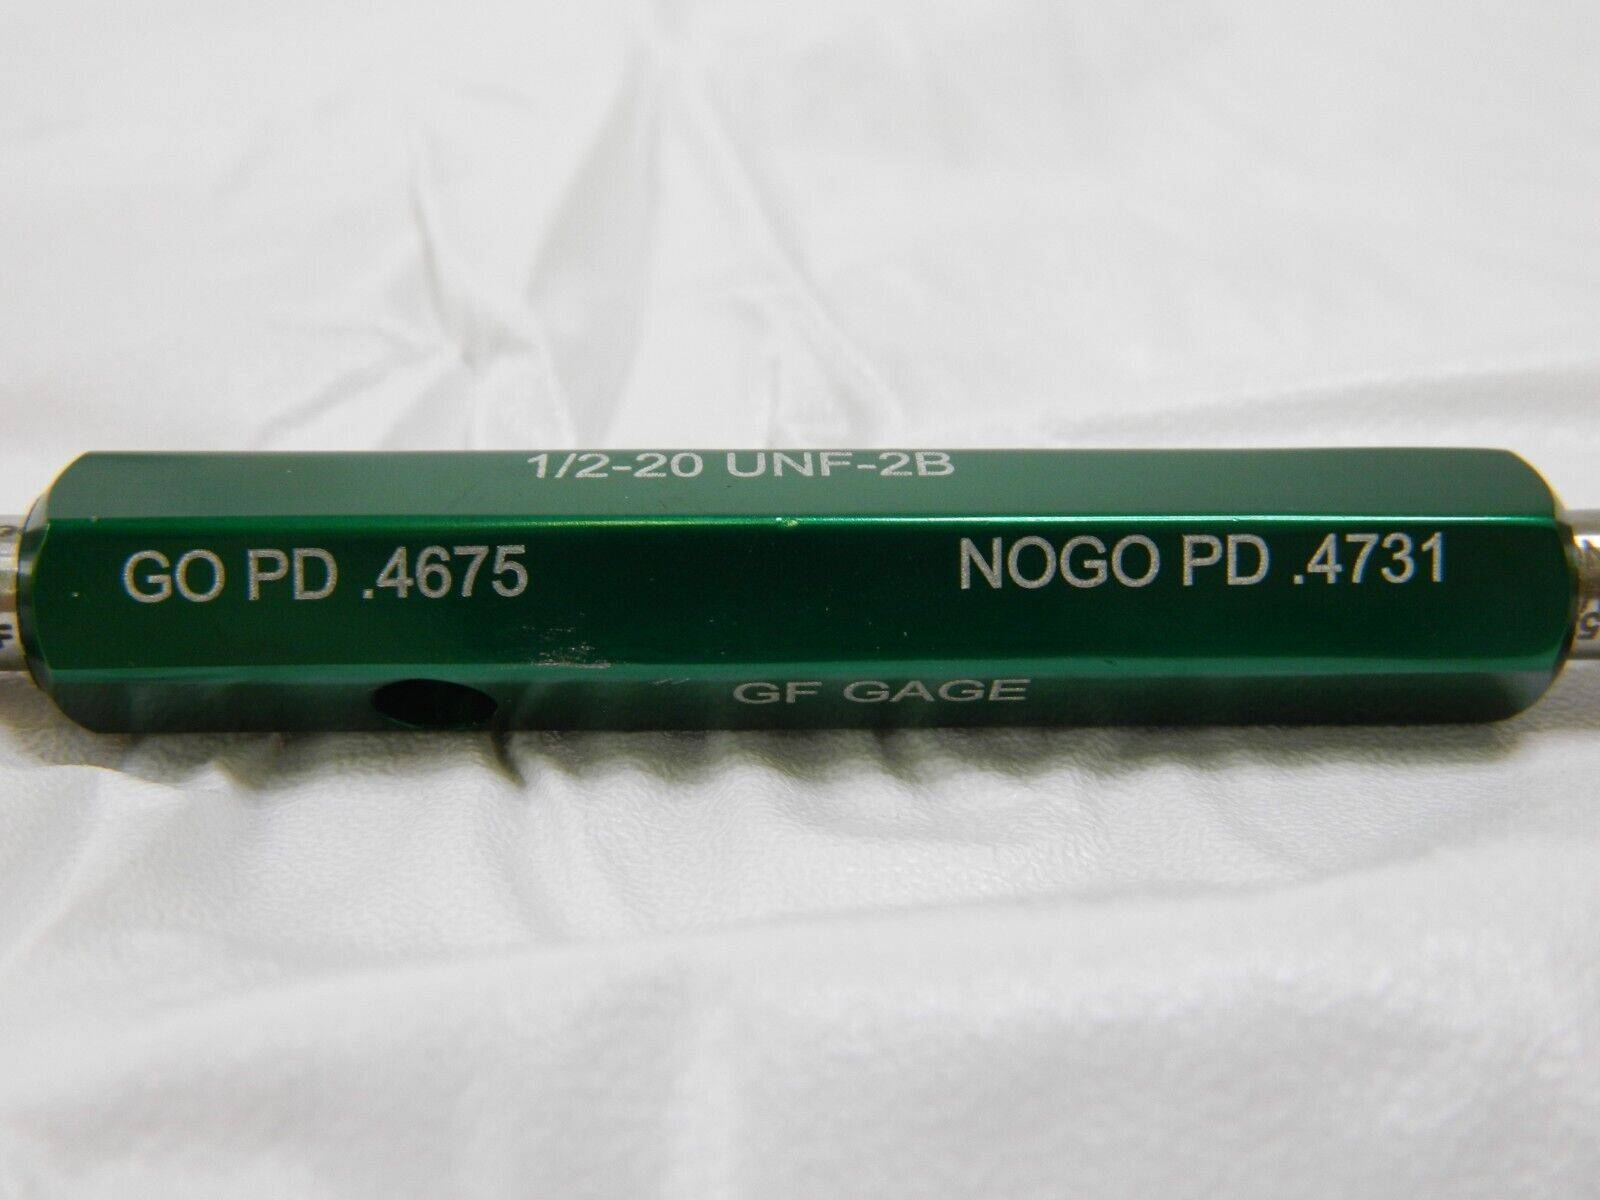 1/2-20 UNF-2B
GO PD .4675
NOGO PD .4731
GF GAGE